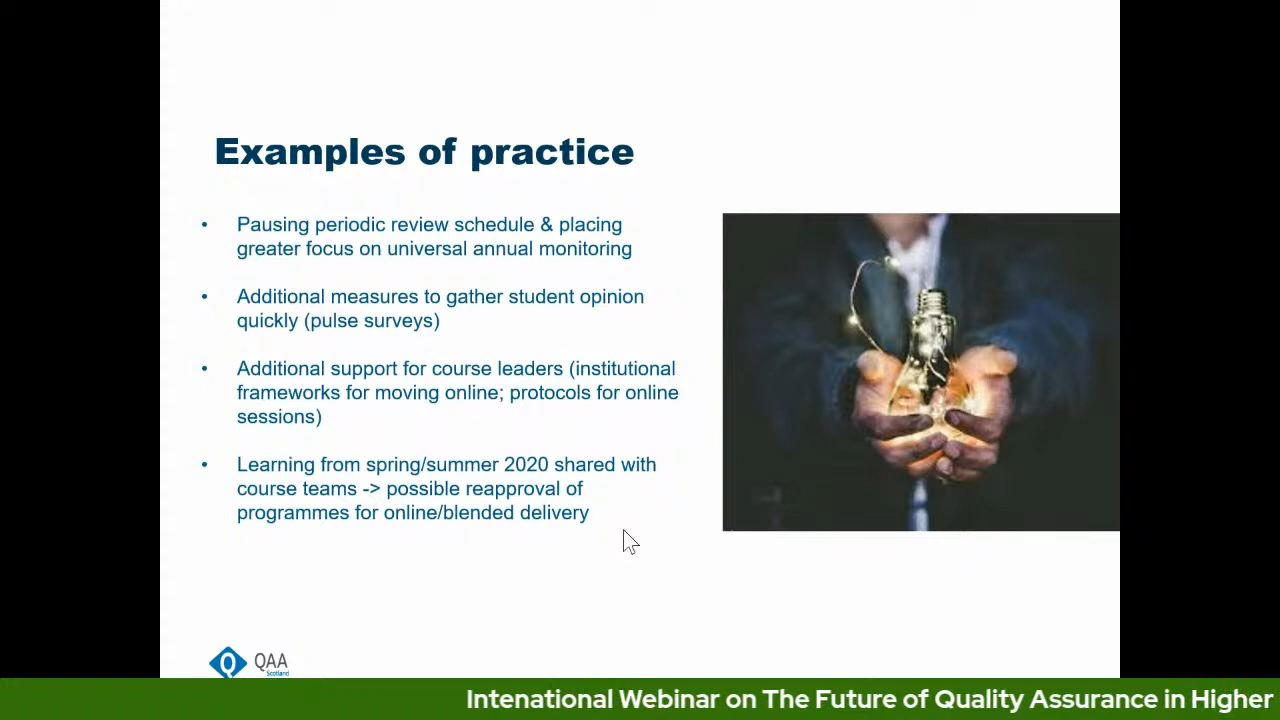 Examples of practice
• Pausing periodic review schedule & placing
greater focus on universal annual monitoring
• Additional measures to gather student opinion
quickly (pulse surveys)
• Additional support for course leaders (institutional
frameworks for moving online; protocols for online
sessions)
• Learning from spring/summer 2020 shared with
course teams -> possible reapproval of
programmes for online/blended delivery
QAA
Scotland
Intenational Webinar on The Future of Quality Assurance in Higher